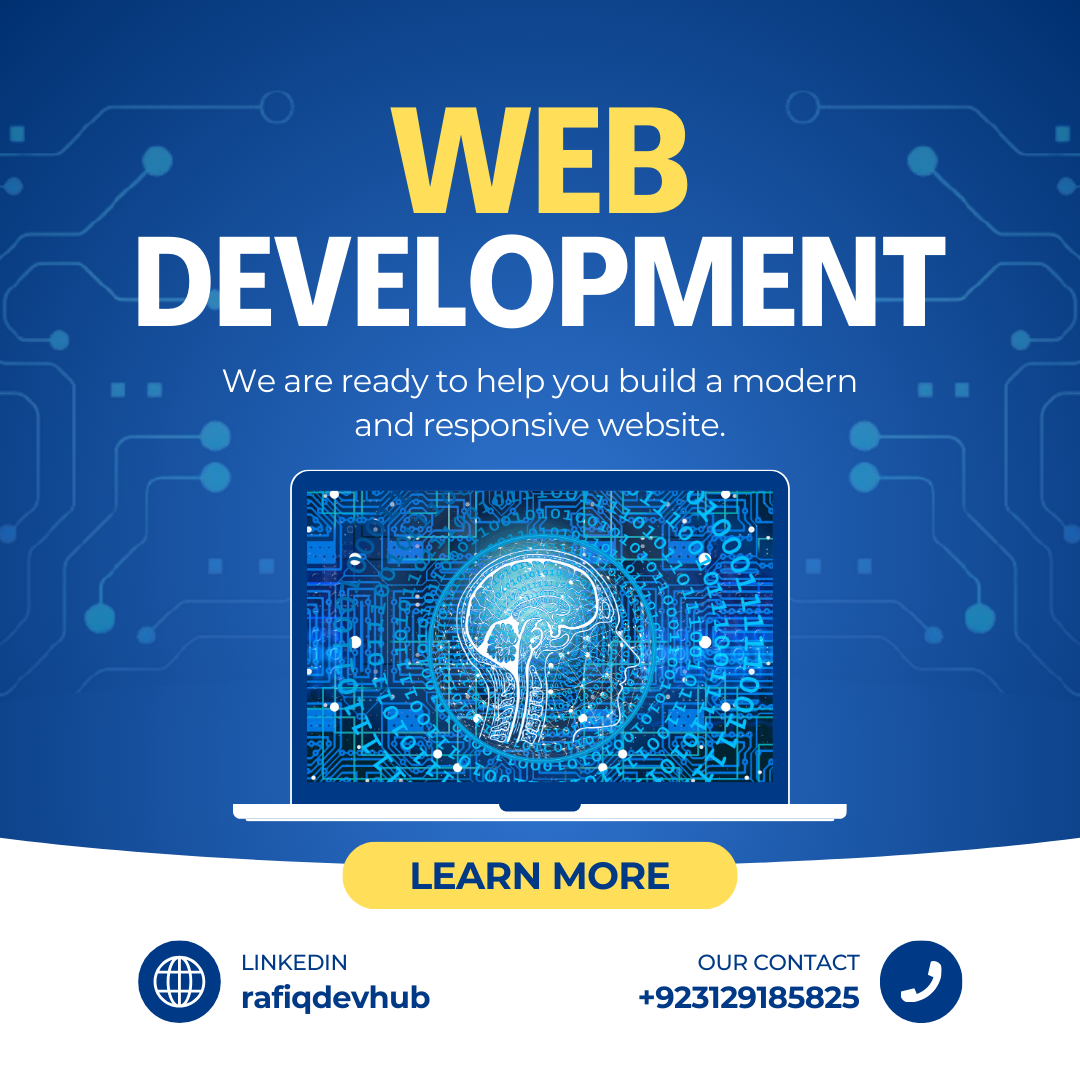 WEB
DEVELOPMENT
We are ready to help you build a modern
and responsive website.
LEARN MORE
LINKEDIN
rafiqdevhub
OUR CONTACT
+923129185825